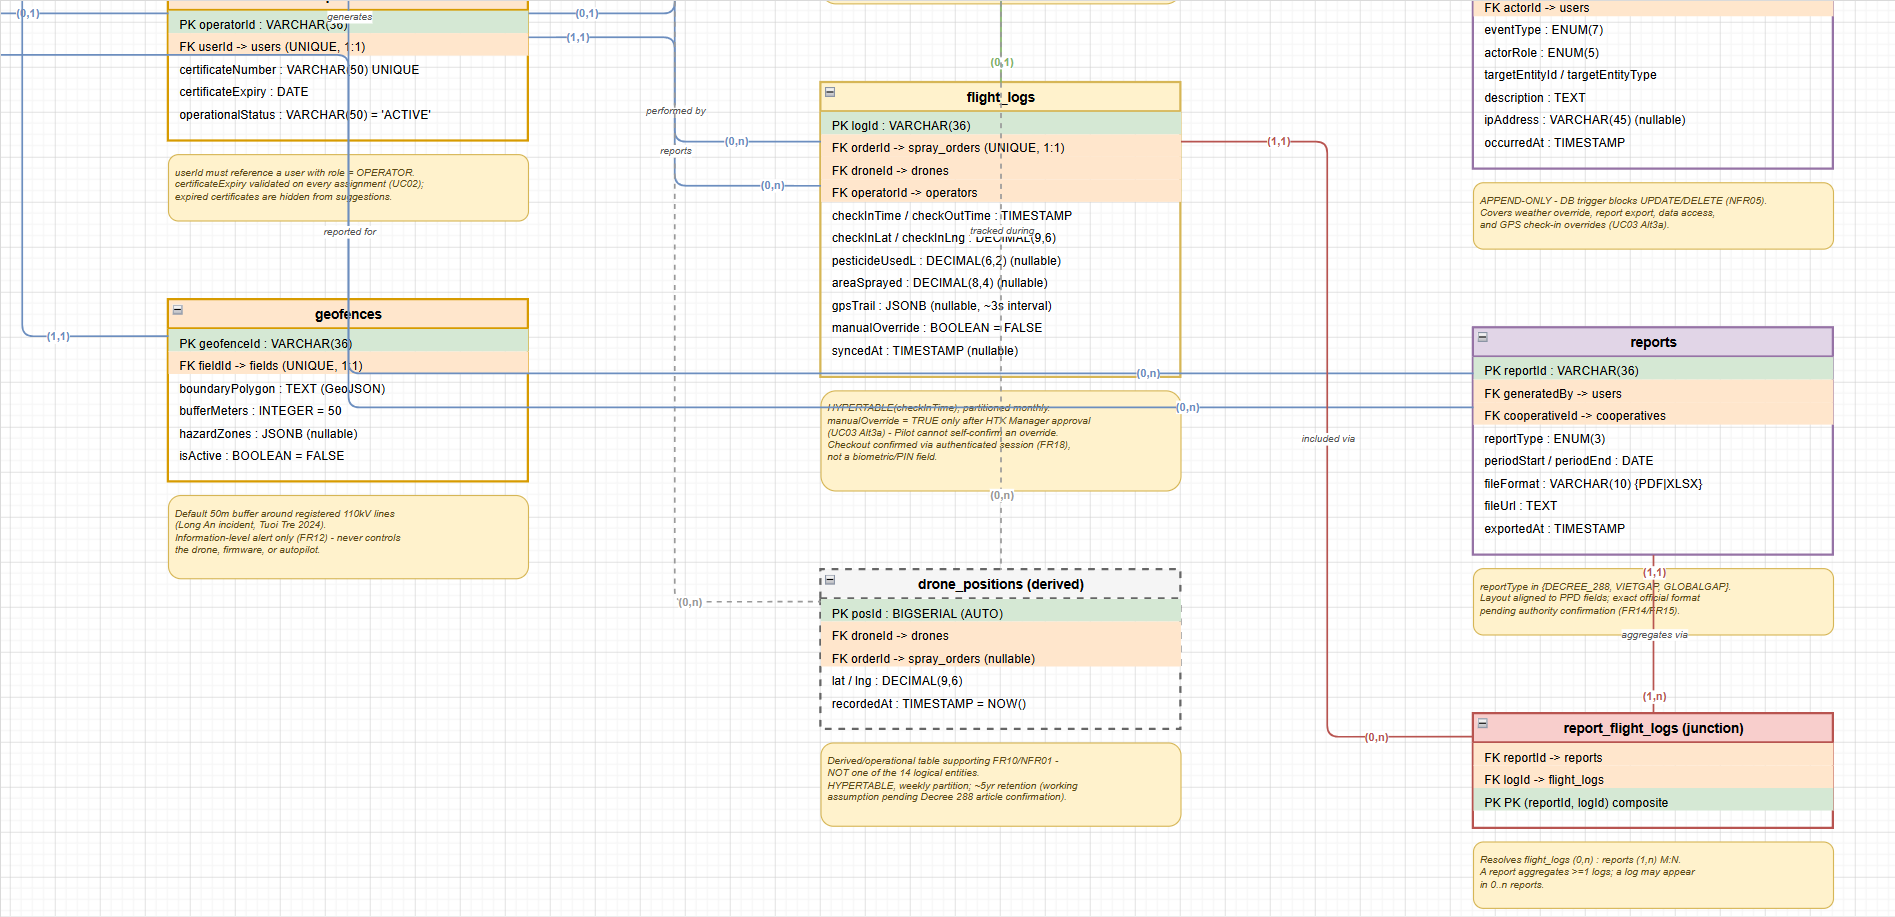 (0,1)
generates
PK operatorId : VARCHAR(36)
FK userId -> users (UNIQUE, 1:1)
certificateNumber : VARCHAR(50) UNIQUE
certificateExpiry : DATE
operationalStatus : VARCHAR(50) = 'ACTIVE'
(0,1)
(1,1)
userId must reference a user with role = OPERATOR.
certificateExpiry validated on every assignment (UC02);
expired certificates are hidden from suggestions.
reported for
(1,1)
geofences
PK geofenceId : VARCHAR(36)
FK fieldId -> fields (UNIQUE, 1:1)
boundaryPolygon : TEXT (GeoJSON)
bufferMeters : INTEGER = 50
hazardZones : JSONB (nullable)
isActive : BOOLEAN = FALSE
Default 50m buffer around registered 110kV lines
(Long An incident, Tuoi Tre 2024).
Information-level alert only (FR12) - never controls
the drone, firmware, or autopilot.
performed by
reports
(0,n)
(0,n)
(0,1)
flight_logs
PK logId : VARCHAR(36)
FK orderId -> spray_orders (UNIQUE, 1:1)
FK droneId -> drones
FK operatorId -> operators
checkInTime / checkOutTime : TIMESTAMP
tracked during
checkInLat / checkInLng : DECIMAL(9,6)
pesticideUsedL : DECIMAL(6,2) (nullable)
areaSprayed : DECIMAL(8,4) (nullable)
gpsTrail : JSONB (nullable, ~3s interval)
manualOverride : BOOLEAN = FALSE
syncedAt : TIMESTAMP (nullable)
(0,n)
(0,n)
HYPERTABLE(checkInTime), partitioned monthly.
manualOverride = TRUE only after HTX Manager approval
(UC03 Alt3a) - Pilot cannot self-confirm an override.
Checkout confirmed via authenticated session (FR18),
not a biometric/PIN field.
(0,n)
(0,n)
drone_positions (derived)
PK posId : BIGSERIAL (AUTO)
FK droneId -> drones
FK orderId -> spray_orders (nullable)
lat / lng : DECIMAL(9,6)
recordedAt : TIMESTAMP = NOW()
Derived/operational table supporting FR10/NFR01 -
NOT one of the 14 logical entities.
HYPERTABLE, weekly partition; ~5yr retention (working
assumption pending Decree 288 article confirmation).
(1,1)
included via
(0,n)
FK actorId -> users
eventType : ENUM(7)
actorRole : ENUM(5)
targetEntityId / targetEntityType
description : TEXT
ipAddress : VARCHAR(45) (nullable)
occurredAt : TIMESTAMP
APPEND-ONLY - DB trigger blocks UPDATE/DELETE (NFR05).
Covers weather override, report export, data access,
and GPS check-in overrides (UC03 Alt3a).
reports
PK reportId : VARCHAR(36)
FK generatedBy -> users
FK cooperativeId -> cooperatives
reportType : ENUM(3)
periodStart / periodEnd : DATE
fileFormat : VARCHAR(10) {PDF|XLSX}
fileUrl : TEXT
exportedAt : TIMESTAMP
(1,1)
reportType in {DECREE_288, VIETGAP, GLOBALGAP}.
Layout aligned to PPD fields; exact official format
pending authority confirmation (FR14/FR15).
aggregates via
(1,n)
report_flight_logs (junction)
FK reportId -> reports
FK logId -> flight_logs
PK PK (reportId, logId) composite
Resolves flight_logs (0,n) : reports (1,n) M:N.
A report aggregates >=1 logs; a log may appear
in 0..n reports.